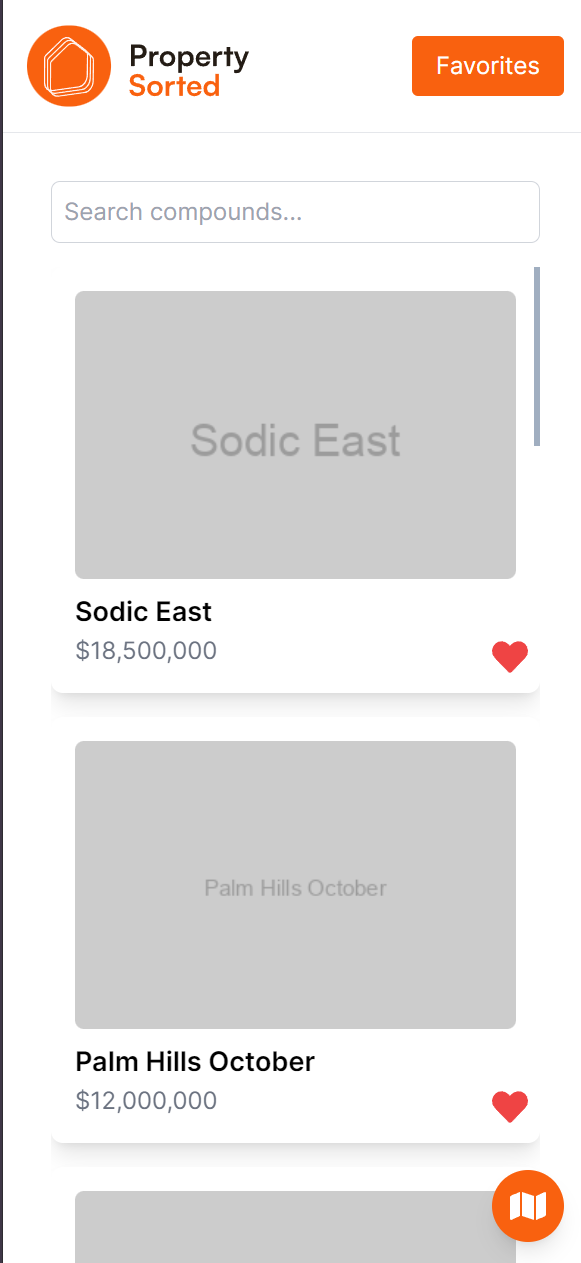 Property
Sorted
Favorites
Search compounds...
Sodic East
Sodic East
$18,500,000
Palm Hills October
Palm Hills October
$12,000,000